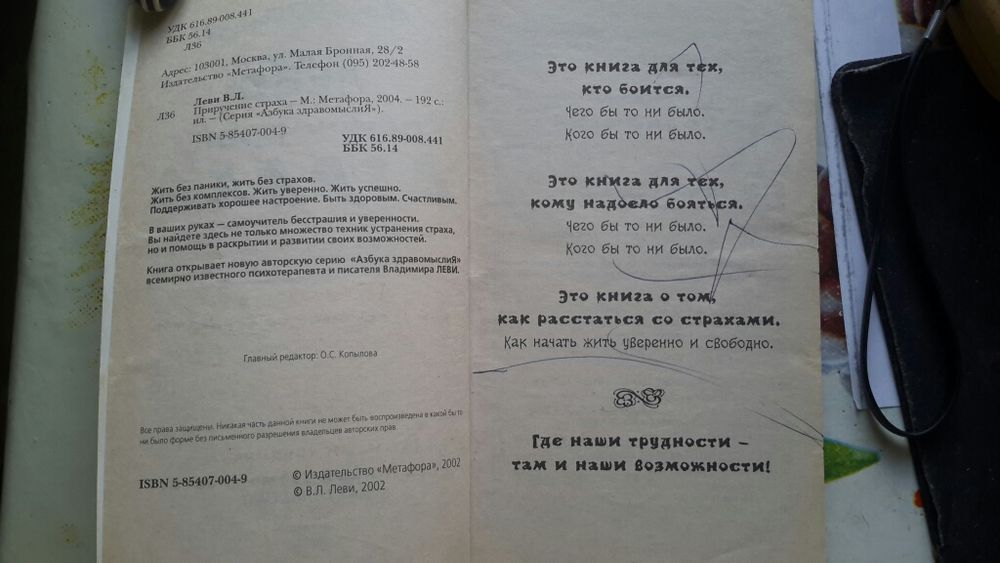 УДК 616.89-008.441
ББК 56.14
Л36
Адрес: 103001, Москва, ул. Малая Бронная, 28/2
Издательство «Метафора». Телефон (095) 202-48-58
Леви В.Л.
Л36 Приручение страха – М.: Метафора, 2004. – 192 с.:
ил. – (Серия «Азбука здравомыслиЯ»).
ISBN 5-85407-004-9
УДК 616.89-008.441
ББК 56.14
Жить без паники, жить без страхов.
Жить без комплексов. Жить уверенно. Жить успешно.
Поддерживать хорошее настроение. Быть здоровым. Счастливым.
В ваших руках — самоучитель бесстрашия и уверенности.
Вы найдете здесь не только множество техник устранения страха,
но и помощь в раскрытии и развитии своих возможностей.
Книга открывает новую авторскую серию «Азбука здравомыслиЯ»
всемирно известного психотерапевта и писателя Владимира ЛЕВИ.
Главный редактор: О.С. Копылова
Все права защищены. Никакая часть данной книги не может быть воспроизведена в какой бы то
ни было форме без письменного разрешения владельцев авторских прав.
ISBN 5-85407-004-9
© Издательство «Метафора», 2002
© В.Л. Леви, 2002
Это книга для тех,
кто боится.
Чего бы то ни было.
Кого бы то ни было.
Это книга для тех,
кому надоело бояться.
Чего бы то ни было.
Кого бы то ни было.
Это книга о том,
как расстаться со страхами.
Как начать жить уверенно и свободно.
Где наши трудности –
там и наши возможности!